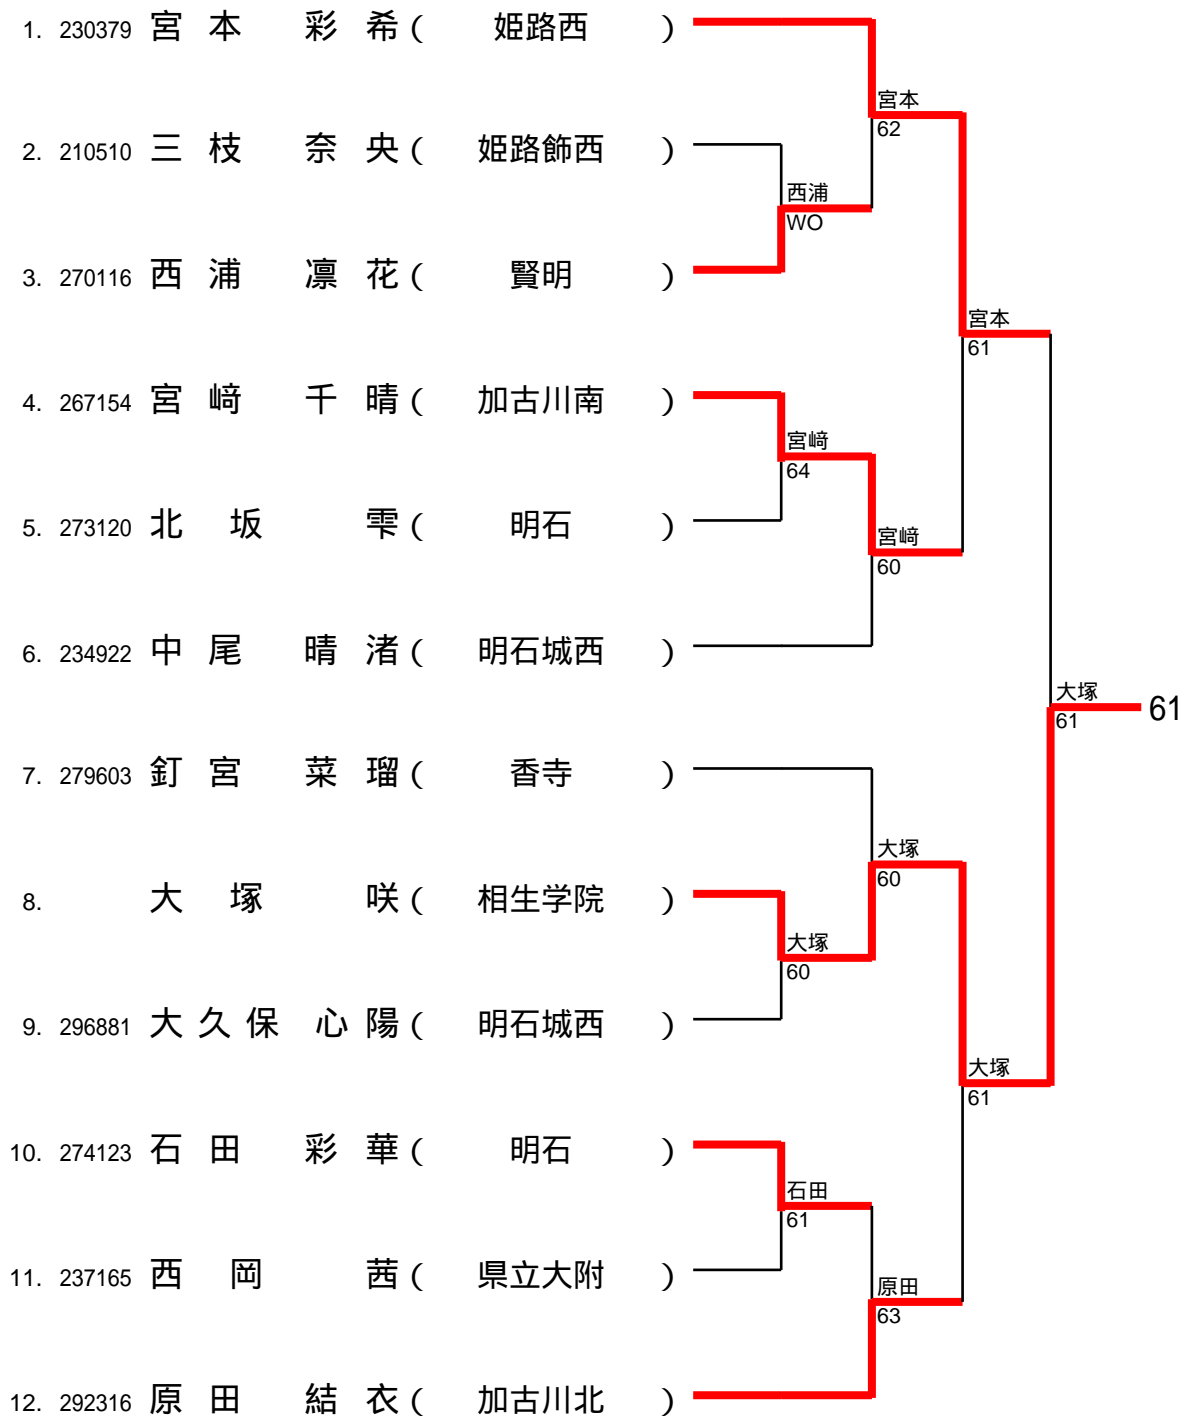 1. 230379 宮本 彩希 ( 姫路西 )
宮本
62
2. 210510 三枝 奈央 ( 姫路飾西 )
西浦
WO
3. 270116 西浦 凛花 ( 賢明 )
宮本
61
4. 267154 宮﨑 千晴 ( 加古川南 )
宮﨑
64
5. 273120 北坂 雫 ( 明石 )
宮﨑
60
6. 234922 中尾 晴渚 ( 明石城西 )
大塚
61
61
7. 279603 釘宮 菜瑠 ( 香寺 )
大塚
60
8. 大塚 咲 ( 相生学院 )
大塚
60
9. 296881 大久保 心陽 ( 明石城西 )
大塚
61
10. 274123 石田 彩華 ( 明石 )
石田
61
11. 237165 西岡 茜 ( 県立大附 )
原田
63
12. 292316 原田 結衣 ( 加古川北 )